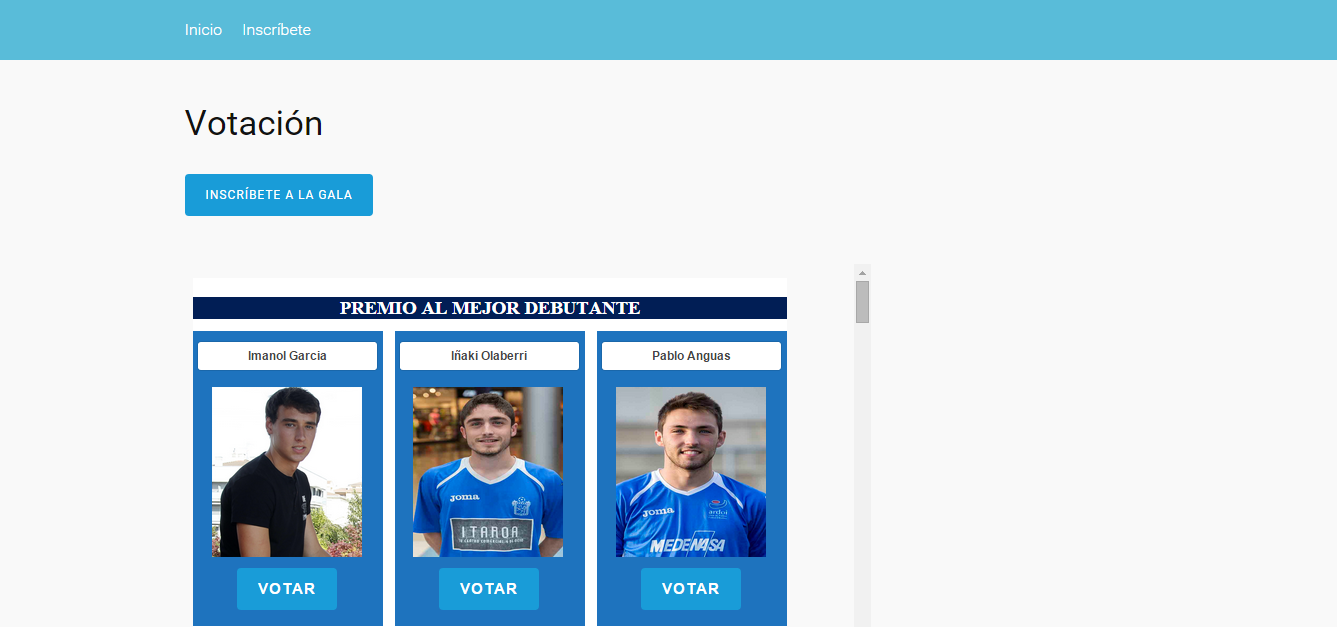 Inicio Inscríbete
Votación
INSCRÍBETE A LA GALA
PREMIO AL MEJOR DEBUTANTE
Imanol Garcia Iñaki Olaberri Pablo Anguas
joma joma ardoi
ITAROA MEDENASA
VOTAR VOTAR VOTAR